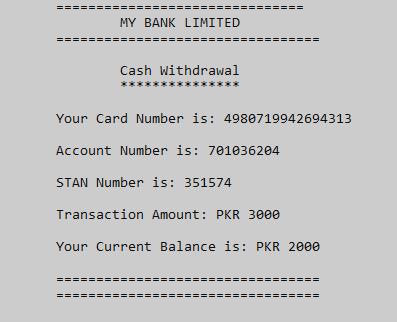 ===============================
MY BANK LIMITED
=================================
Cash Withdrawal
***************
Your Card Number is: 4980719942694313
Account Number is: 701036204
STAN Number is: 351574
Transaction Amount: PKR 3000
Your Current Balance is: PKR 2000
=================================
=================================